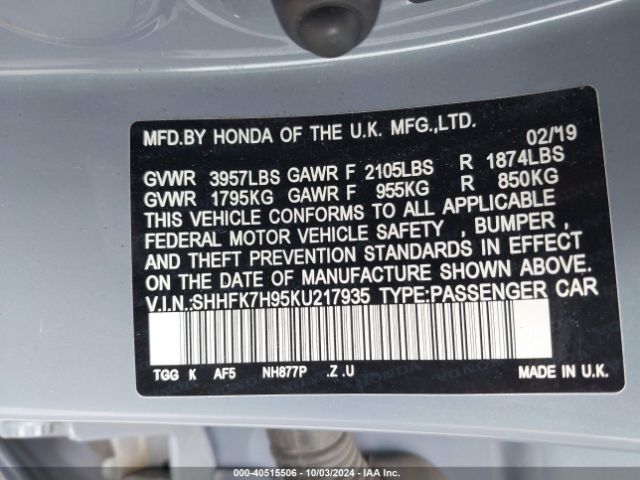 MFD.BY HONDA OF THE U.K. MFG.,LTD. 02/19
GVWR 3957LBS GAWR F 2105LBS R 1874LBS
GVWR 1795KG GAWR F 955KG R 850KG
THIS VEHICLE CONFORMS TO ALL APPLICABLE
FEDERAL MOTOR VEHICLE SAFETY , BUMPER ,
AND THEFT PREVENTION STANDARDS IN EFFECT
ON THE DATE OF MANUFACTURE SHOWN ABOVE.
V.I.N.:SHHFK7H95KU217935 TYPE:PASSENGER CAR
TGG K AF5 NH877P .Z .U MADE IN U.K.
000-40515506 - 10/03/2024 - IAA Inc.